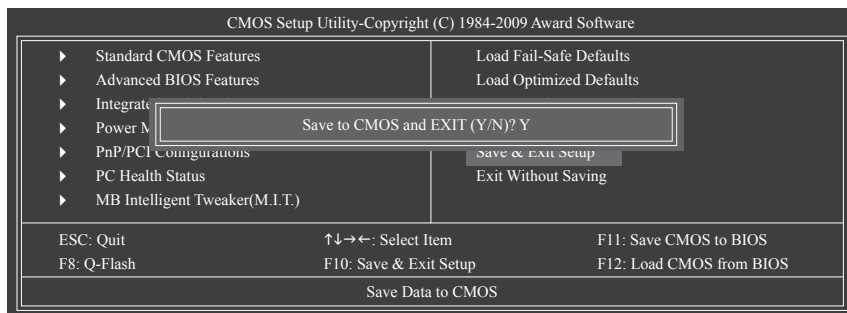 CMOS Setup Utility-Copyright (C) 1984-2009 Award Software
Standard CMOS Features
Advanced BIOS Features
Integrate
Power M
PnP/PCI Configurations
PC Health Status
MB Intelligent Tweaker(M.I.T.)
Load Fail-Safe Defaults
Load Optimized Defaults
Save & Exit Setup
Exit Without Saving
Save to CMOS and EXIT (Y/N)? Y
ESC: Quit ↑↓→←: Select Item F11: Save CMOS to BIOS
F8: Q-Flash F10: Save & Exit Setup F12: Load CMOS from BIOS
Save Data to CMOS